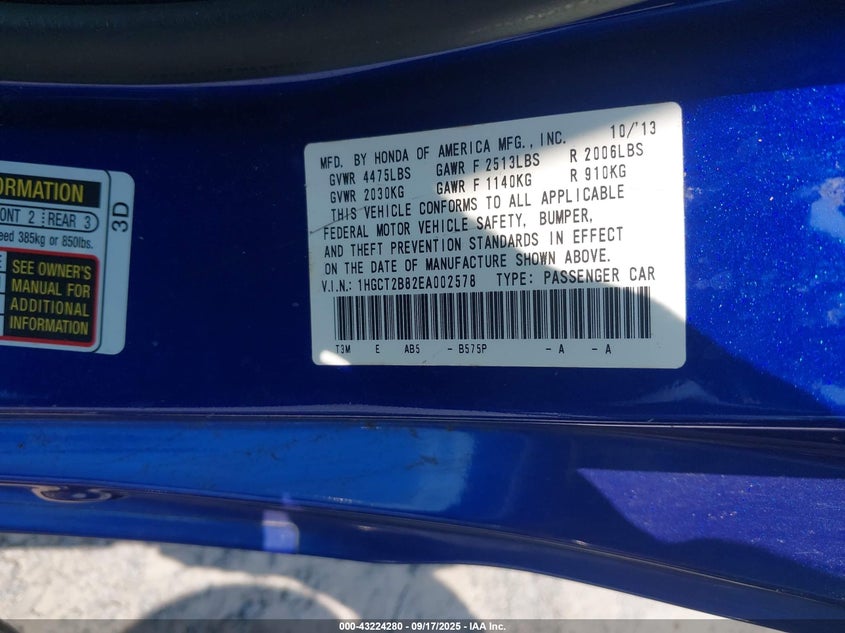 ORMATION
ONT 2 REAR 3
eed 385kg or 850lbs.
3D
SEE OWNER'S
MANUAL FOR
ADDITIONAL
INFORMATION
MFD. BY HONDA OF AMERICA MFG., INC. 10/'13
GVWR 4475LBS GAWR F 2513LBS R 2006LBS
GVWR 2030KG GAWR F 1140KG R 910KG
THIS VEHICLE CONFORMS TO ALL APPLICABLE
FEDERAL MOTOR VEHICLE SAFETY, BUMPER,
AND THEFT PREVENTION STANDARDS IN EFFECT
ON THE DATE OF MANUFACTURE SHOWN ABOVE.
V.I.N.: 1HGCT2B82EA002578 TYPE: PASSENGER CAR
T3M E AB5 - B575P - A - A
000-43224280 - 09/17/2025 - IAA Inc.